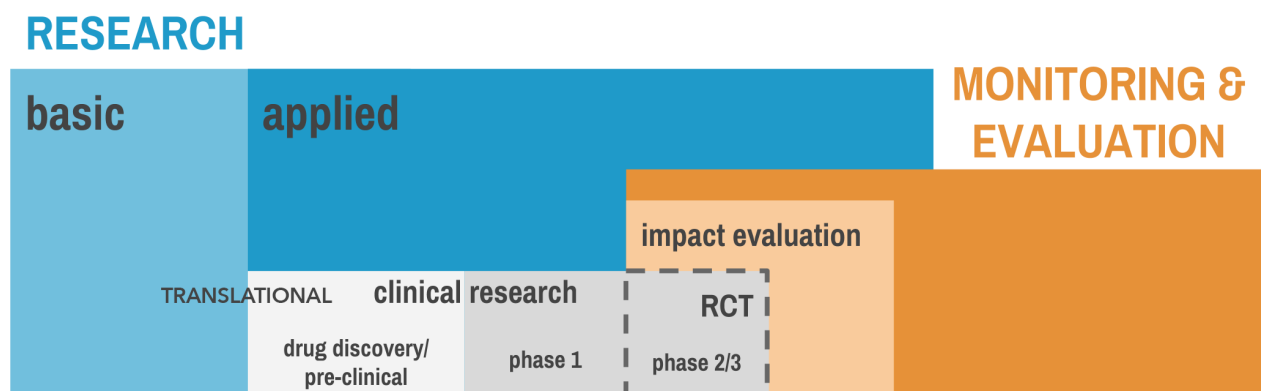 RESEARCH
MONITORING &
EVALUATION
basic
applied
impact evaluation
TRANSLATIONAL
clinical research
RCT
drug discovery/
pre-clinical
phase 1
phase 2/3